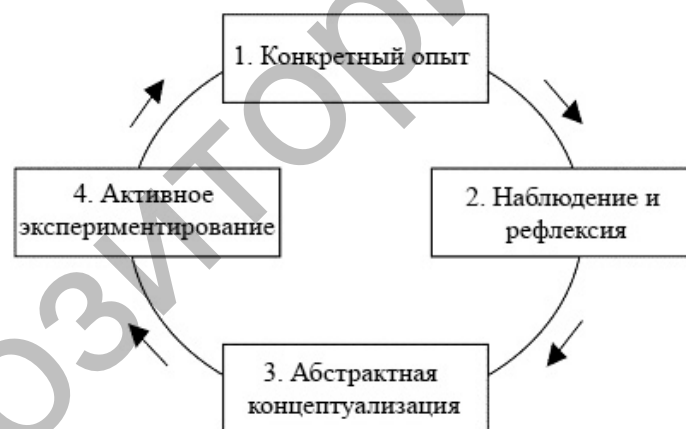 1. Конкретный опыт
2. Наблюдение и
рефлексия
3. Абстрактная
концептуализация
4. Активное
экспериментирование